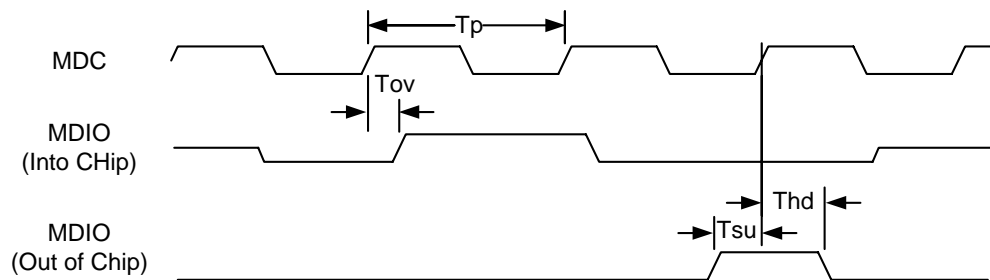 Tp
MDC
Tov
MDIO
(Into CHip)
Thd
MDIO
Tsu
(Out of Chip)